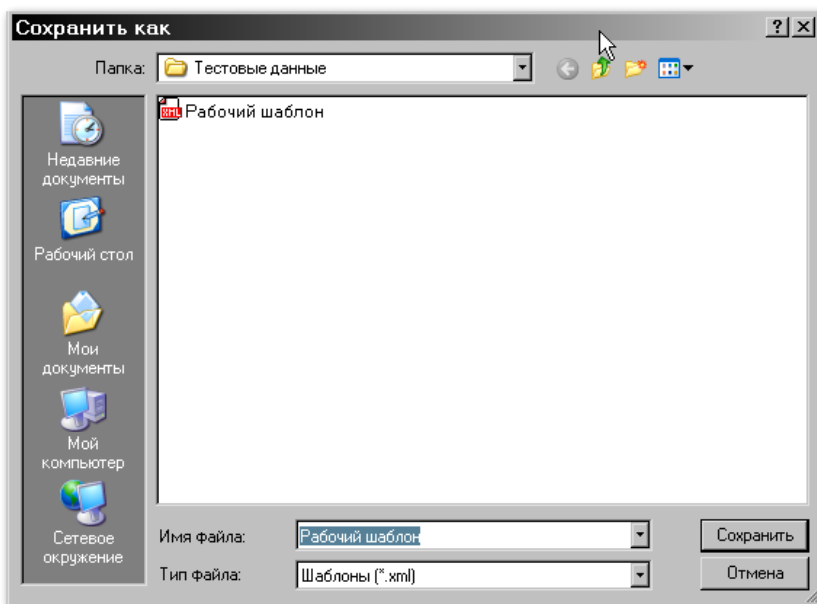 Сохранить как
Папка: Тестовые данные
XML Рабочий шаблон
Недавние
документы
Рабочий стол
Мои
документы
Мой
компьютер
Сетевое
окружение
Имя файла: Рабочий шаблон Сохранить
Тип файла: Шаблоны (*.xml) Отмена